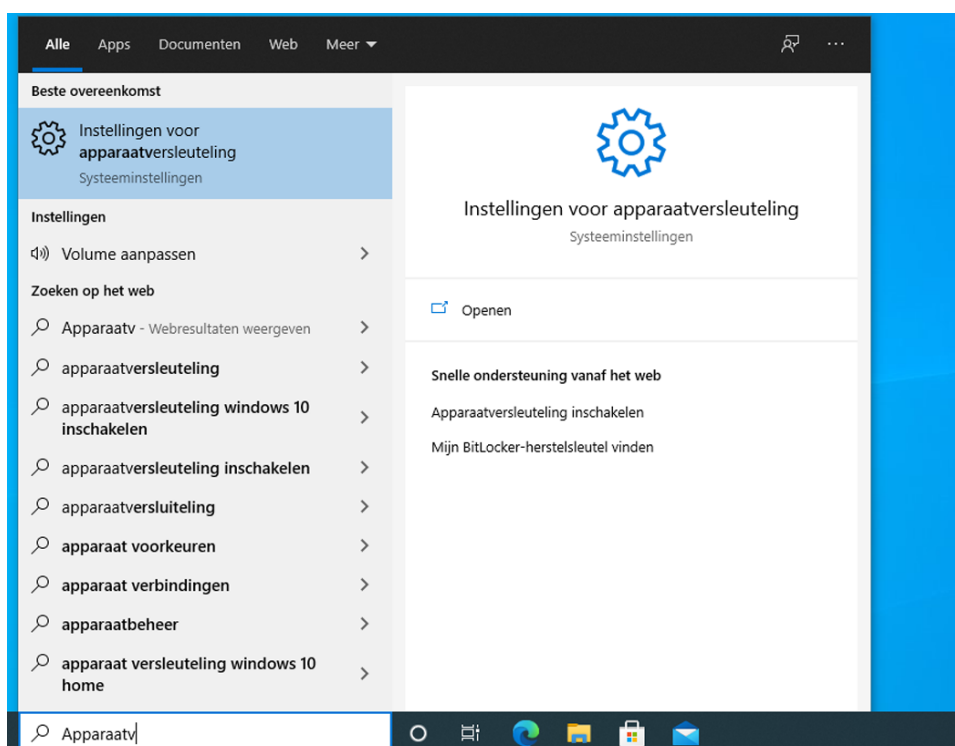 Alle Apps Documenten Web Meer
Beste overeenkomst
Instellingen voor
apparaatversleuteling
Systeeminstellingen
Instellingen
Volume aanpassen
Zoeken op het web
Apparaatv - Webresultaten weergeven
apparaatversleuteling
apparaatversleuteling windows 10
inschakelen
apparaatversleuteling inschakelen
apparaatversluiteling
apparaat voorkeuren
apparaat verbindingen
apparaatbeheer
apparaat versleuteling windows 10
home
Apparaatv
Instellingen voor apparaatversleuteling
Systeeminstellingen
Openen
Snelle ondersteuning vanaf het web
Apparaatversleuteling inschakelen
Mijn BitLocker-herstelsleutel vinden